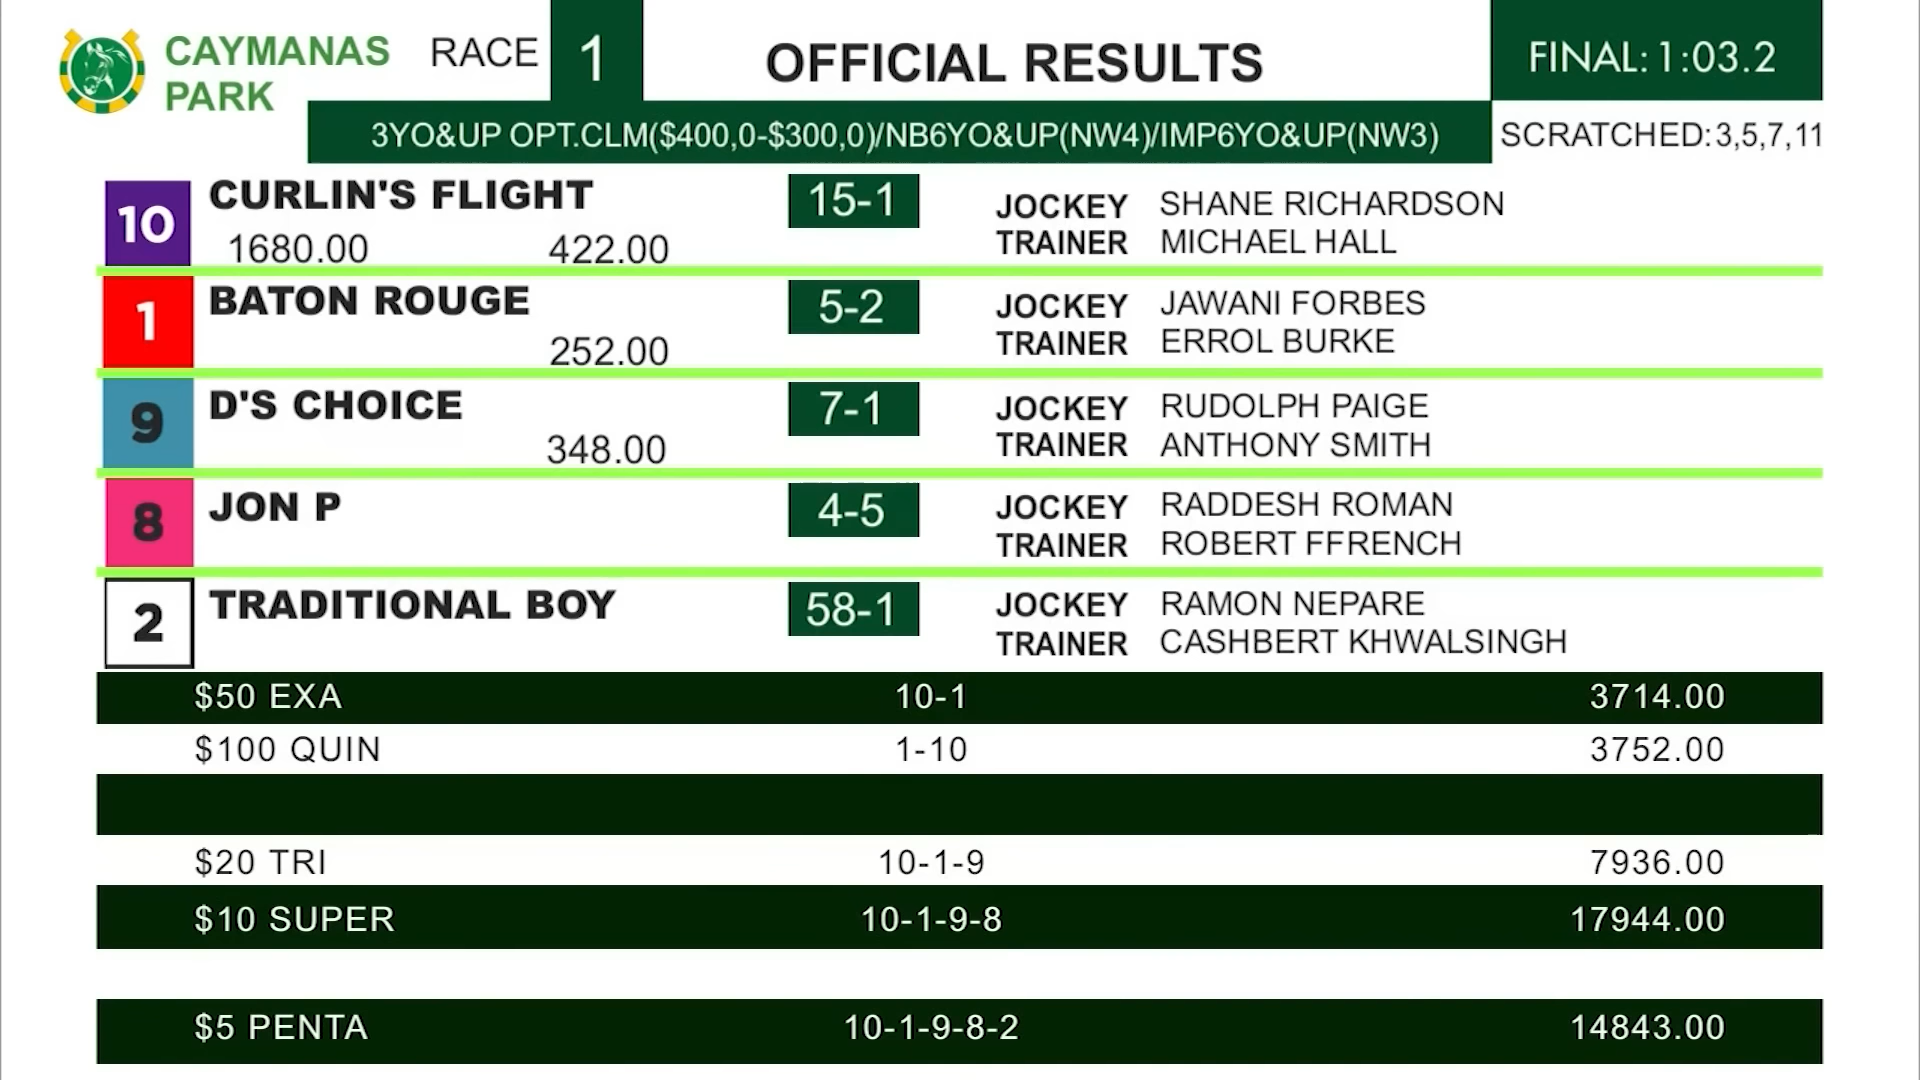 CAYMANAS PARK
RACE 1
OFFICIAL RESULTS
FINAL: 1:03.2
3YO&UP OPT.CLM($400,0-$300,0)/NB6YO&UP(NW4)/IMP6YO&UP(NW3)
SCRATCHED:3,5,7,11
10 CURLIN'S FLIGHT 15-1 JOCKEY SHANE RICHARDSON
1680.00 422.00 TRAINER MICHAEL HALL
1 BATON ROUGE 5-2 JOCKEY JAWANI FORBES
252.00 TRAINER ERROL BURKE
9 D'S CHOICE 7-1 JOCKEY RUDOLPH PAIGE
348.00 TRAINER ANTHONY SMITH
8 JON P 4-5 JOCKEY RADDESH ROMAN
TRAINER ROBERT FFRENCH
2 TRADITIONAL BOY 58-1 JOCKEY RAMON NEPARE
TRAINER CASHBERT KHWALSINGH
$50 EXA 10-1 3714.00
$100 QUIN 1-10 3752.00
$20 TRI 10-1-9 7936.00
$10 SUPER 10-1-9-8 17944.00
$5 PENTA 10-1-9-8-2 14843.00